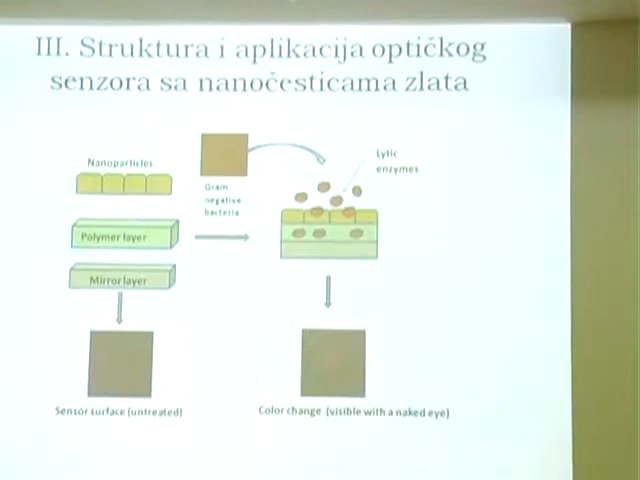 III. Struktura i aplikacija optičkog
senzora sa nanočesticama zlata
Nanoparticles
Gram
negative
bacteria
Lytic
enzymes
Polymer layer
Mirror layer
Sensor surface (untreated)
Color change (visible with a naked eye)